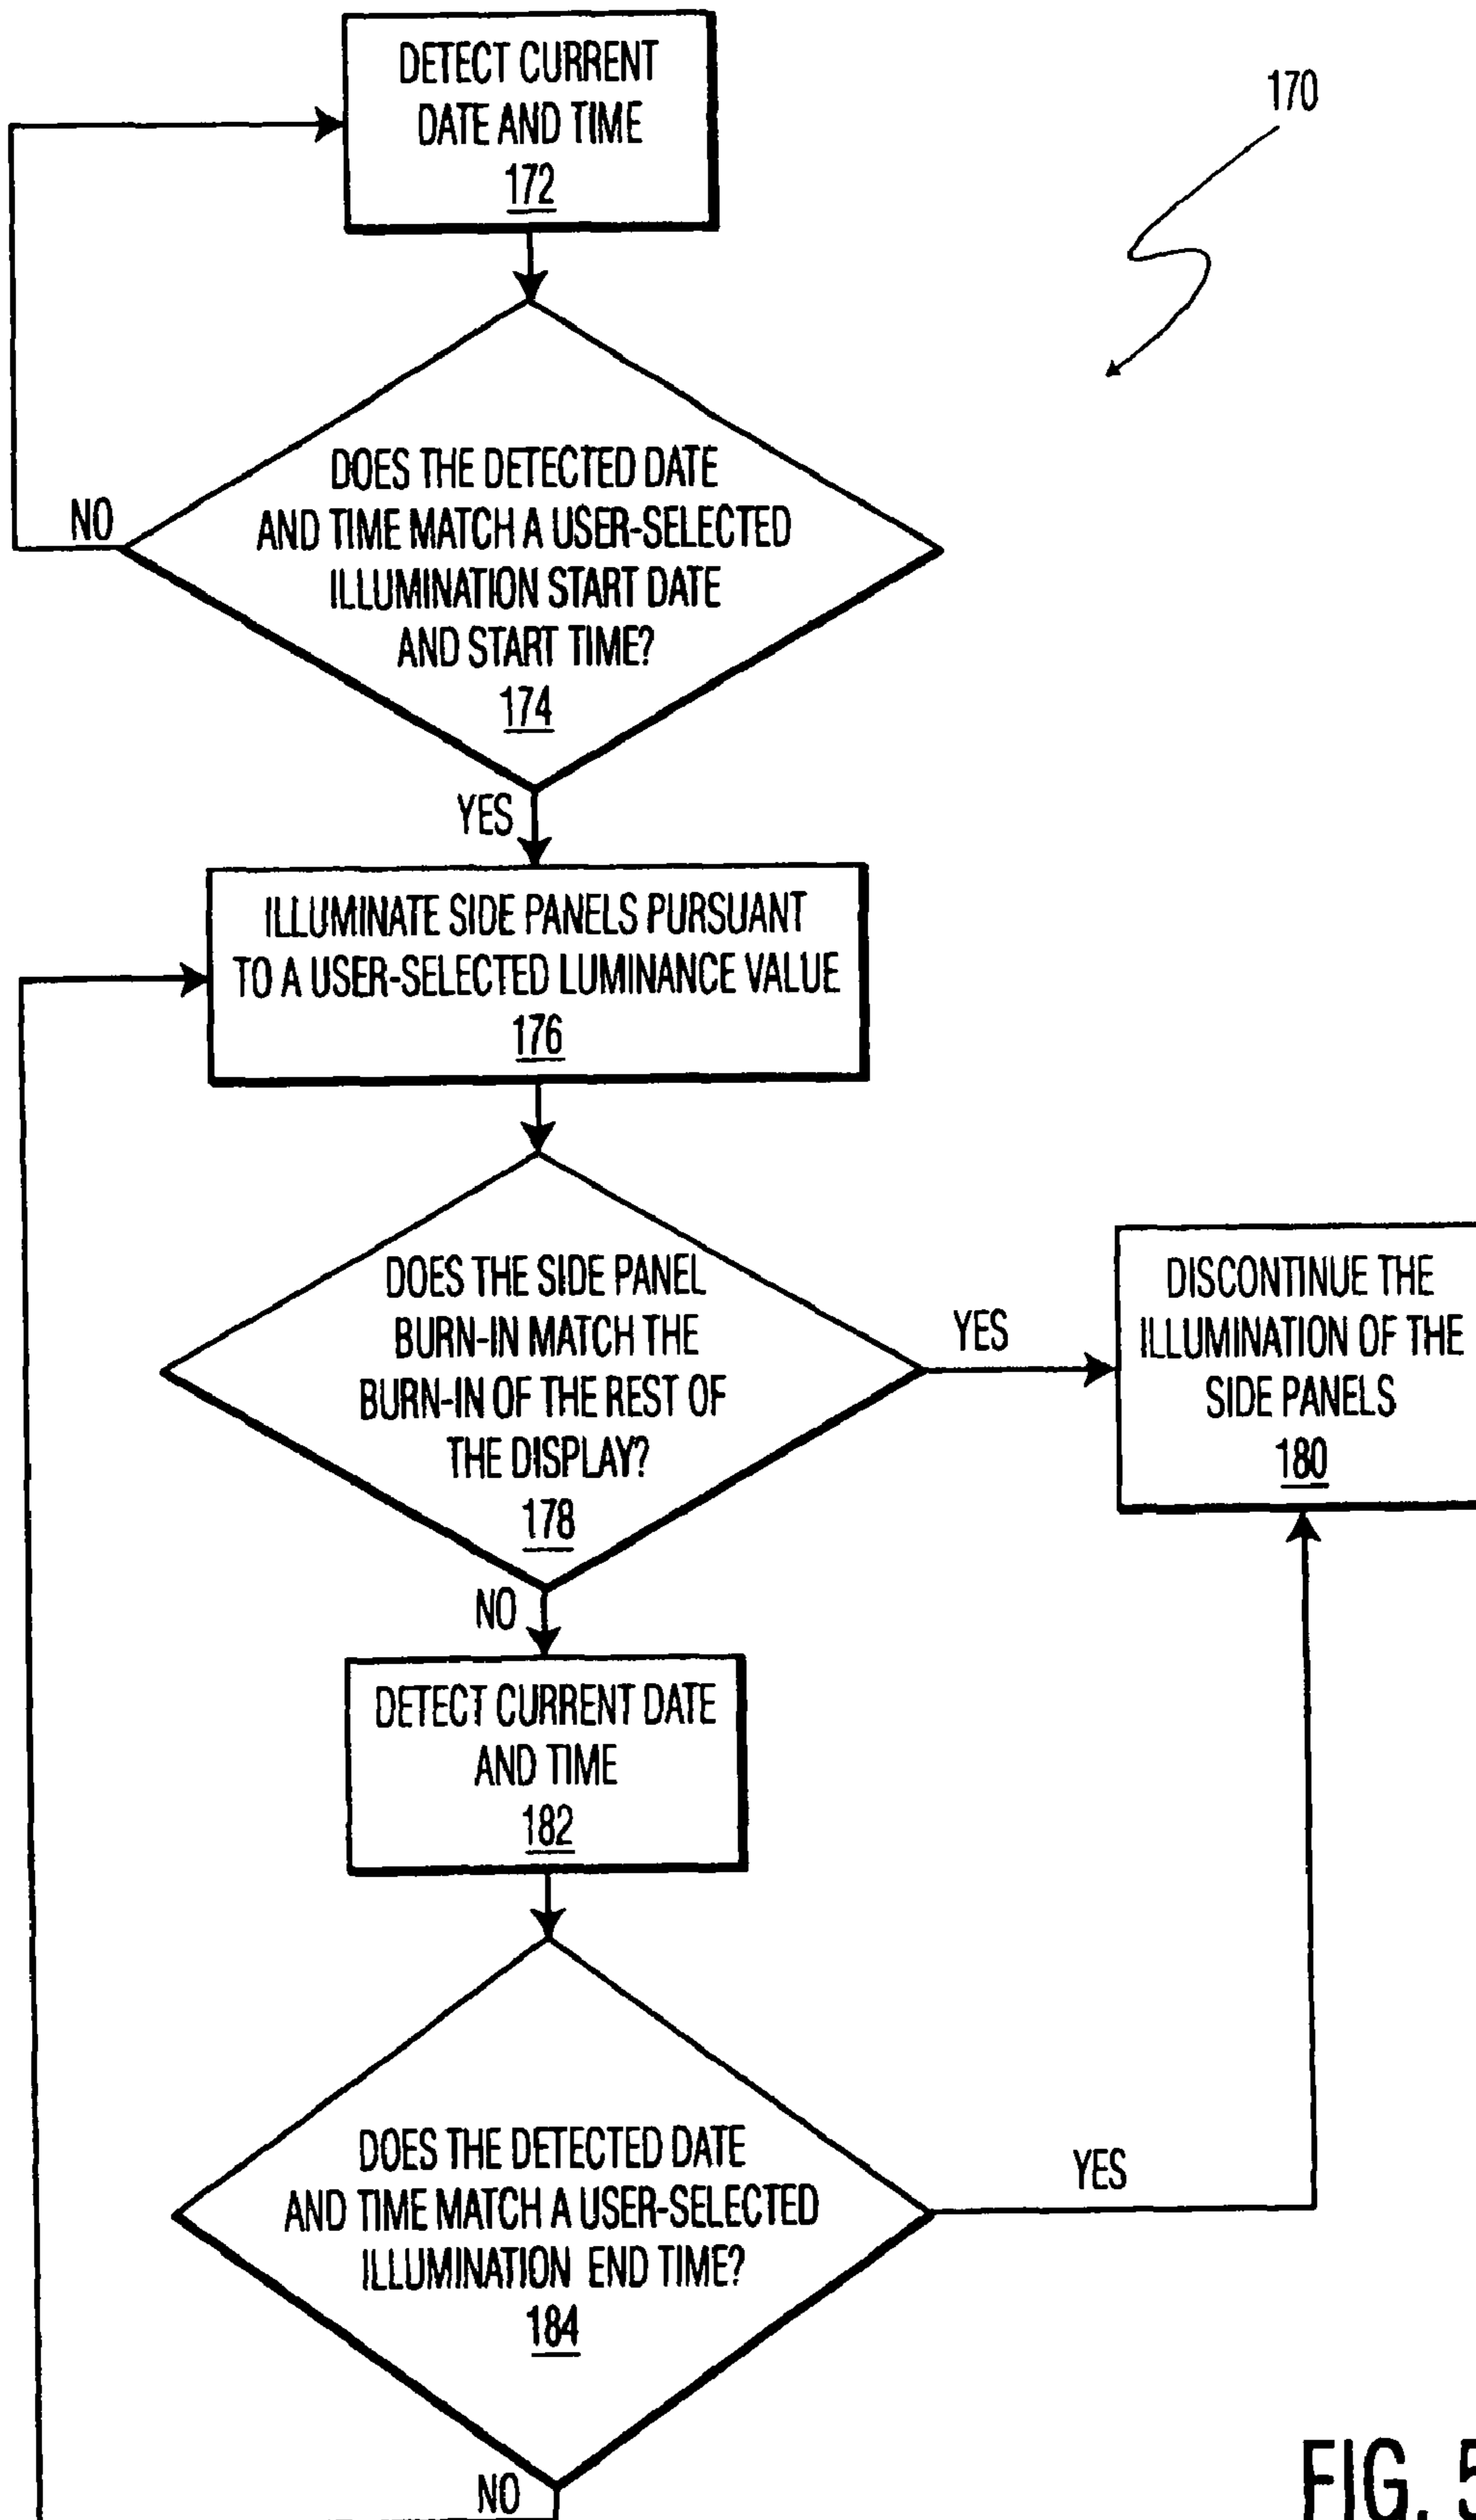 DETECT CURRENT
DATE AND TIME
172
170
DOES THE DETECTED DATE
AND TIME MATCH A USER-SELECTED
ILLUMINATION START DATE
AND START TIME?
174
NO
YES
ILLUMINATE SIDE PANELS PURSUANT
TO A USER-SELECTED LUMINANCE VALUE
176
DOES THE SIDE PANEL
BURN-IN MATCH THE
BURN-IN OF THE REST OF
THE DISPLAY?
178
YES
DISCONTINUE THE
ILLUMINATION OF THE
SIDE PANELS
180
NO
DETECT CURRENT DATE
AND TIME
182
DOES THE DETECTED DATE
AND TIME MATCH A USER-SELECTED
ILLUMINATION END TIME?
184
YES
NO
FIG. 5